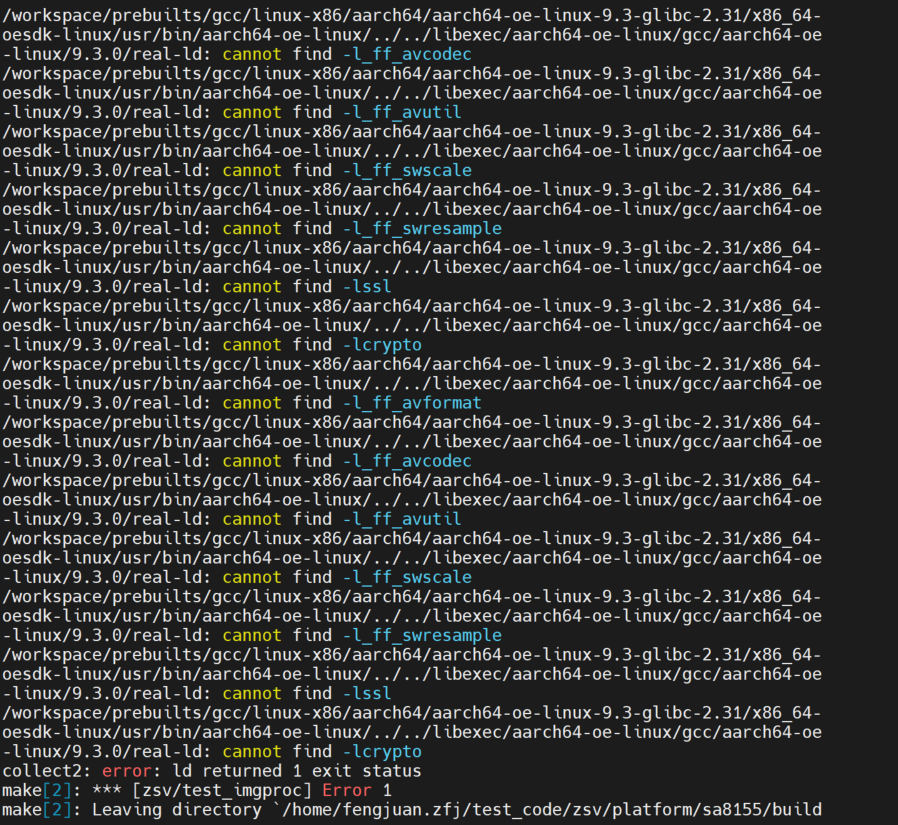 /workspace/prebuilts/gcc/linux-x86/aarch64/aarch64-oe-linux-9.3-glibc-2.31/x86_64-
oesdk-linux/usr/bin/aarch64-oe-linux/../../libexec/aarch64-oe-linux/gcc/aarch64-oe
-linux/9.3.0/real-ld: cannot find -l_ff_avcodec
/workspace/prebuilts/gcc/linux-x86/aarch64/aarch64-oe-linux-9.3-glibc-2.31/x86_64-
oesdk-linux/usr/bin/aarch64-oe-linux/../../libexec/aarch64-oe-linux/gcc/aarch64-oe
-linux/9.3.0/real-ld: cannot find -l_ff_avutil
/workspace/prebuilts/gcc/linux-x86/aarch64/aarch64-oe-linux-9.3-glibc-2.31/x86_64-
oesdk-linux/usr/bin/aarch64-oe-linux/../../libexec/aarch64-oe-linux/gcc/aarch64-oe
-linux/9.3.0/real-ld: cannot find -l_ff_swscale
/workspace/prebuilts/gcc/linux-x86/aarch64/aarch64-oe-linux-9.3-glibc-2.31/x86_64-
oesdk-linux/usr/bin/aarch64-oe-linux/../../libexec/aarch64-oe-linux/gcc/aarch64-oe
-linux/9.3.0/real-ld: cannot find -l_ff_swresample
/workspace/prebuilts/gcc/linux-x86/aarch64/aarch64-oe-linux-9.3-glibc-2.31/x86_64-
oesdk-linux/usr/bin/aarch64-oe-linux/../../libexec/aarch64-oe-linux/gcc/aarch64-oe
-linux/9.3.0/real-ld: cannot find -lssl
/workspace/prebuilts/gcc/linux-x86/aarch64/aarch64-oe-linux-9.3-glibc-2.31/x86_64-
oesdk-linux/usr/bin/aarch64-oe-linux/../../libexec/aarch64-oe-linux/gcc/aarch64-oe
-linux/9.3.0/real-ld: cannot find -lcrypto
/workspace/prebuilts/gcc/linux-x86/aarch64/aarch64-oe-linux-9.3-glibc-2.31/x86_64-
oesdk-linux/usr/bin/aarch64-oe-linux/../../libexec/aarch64-oe-linux/gcc/aarch64-oe
-linux/9.3.0/real-ld: cannot find -l_ff_avformat
/workspace/prebuilts/gcc/linux-x86/aarch64/aarch64-oe-linux-9.3-glibc-2.31/x86_64-
oesdk-linux/usr/bin/aarch64-oe-linux/../../libexec/aarch64-oe-linux/gcc/aarch64-oe
-linux/9.3.0/real-ld: cannot find -l_ff_avcodec
/workspace/prebuilts/gcc/linux-x86/aarch64/aarch64-oe-linux-9.3-glibc-2.31/x86_64-
oesdk-linux/usr/bin/aarch64-oe-linux/../../libexec/aarch64-oe-linux/gcc/aarch64-oe
-linux/9.3.0/real-ld: cannot find -l_ff_avutil
/workspace/prebuilts/gcc/linux-x86/aarch64/aarch64-oe-linux-9.3-glibc-2.31/x86_64-
oesdk-linux/usr/bin/aarch64-oe-linux/../../libexec/aarch64-oe-linux/gcc/aarch64-oe
-linux/9.3.0/real-ld: cannot find -l_ff_swscale
/workspace/prebuilts/gcc/linux-x86/aarch64/aarch64-oe-linux-9.3-glibc-2.31/x86_64-
oesdk-linux/usr/bin/aarch64-oe-linux/../../libexec/aarch64-oe-linux/gcc/aarch64-oe
-linux/9.3.0/real-ld: cannot find -l_ff_swresample
/workspace/prebuilts/gcc/linux-x86/aarch64/aarch64-oe-linux-9.3-glibc-2.31/x86_64-
oesdk-linux/usr/bin/aarch64-oe-linux/../../libexec/aarch64-oe-linux/gcc/aarch64-oe
-linux/9.3.0/real-ld: cannot find -lssl
/workspace/prebuilts/gcc/linux-x86/aarch64/aarch64-oe-linux-9.3-glibc-2.31/x86_64-
oesdk-linux/usr/bin/aarch64-oe-linux/../../libexec/aarch64-oe-linux/gcc/aarch64-oe
-linux/9.3.0/real-ld: cannot find -lcrypto
collect2: error: ld returned 1 exit status
make[2]: *** [zsv/test_imgproc] Error 1
make[2]: Leaving directory `/home/fengjuan.zfj/test_code/zsv/platform/sa8155/build